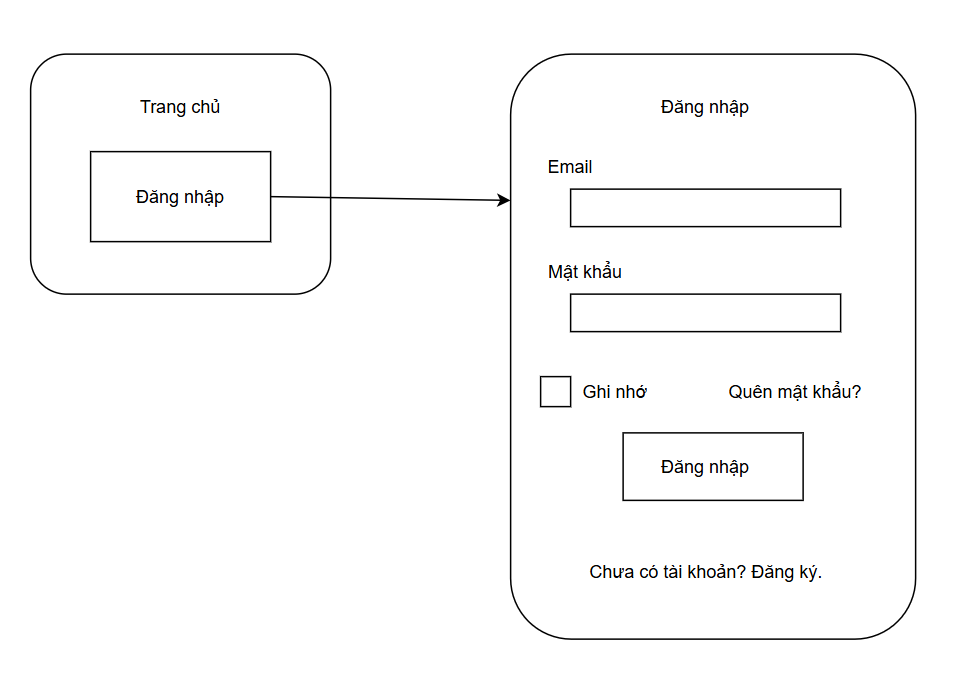 Trang chủ
Đăng nhập
Đăng nhập
Email
Mật khẩu
Ghi nhớ
Quên mật khẩu?
Đăng nhập
Chưa có tài khoản? Đăng ký.